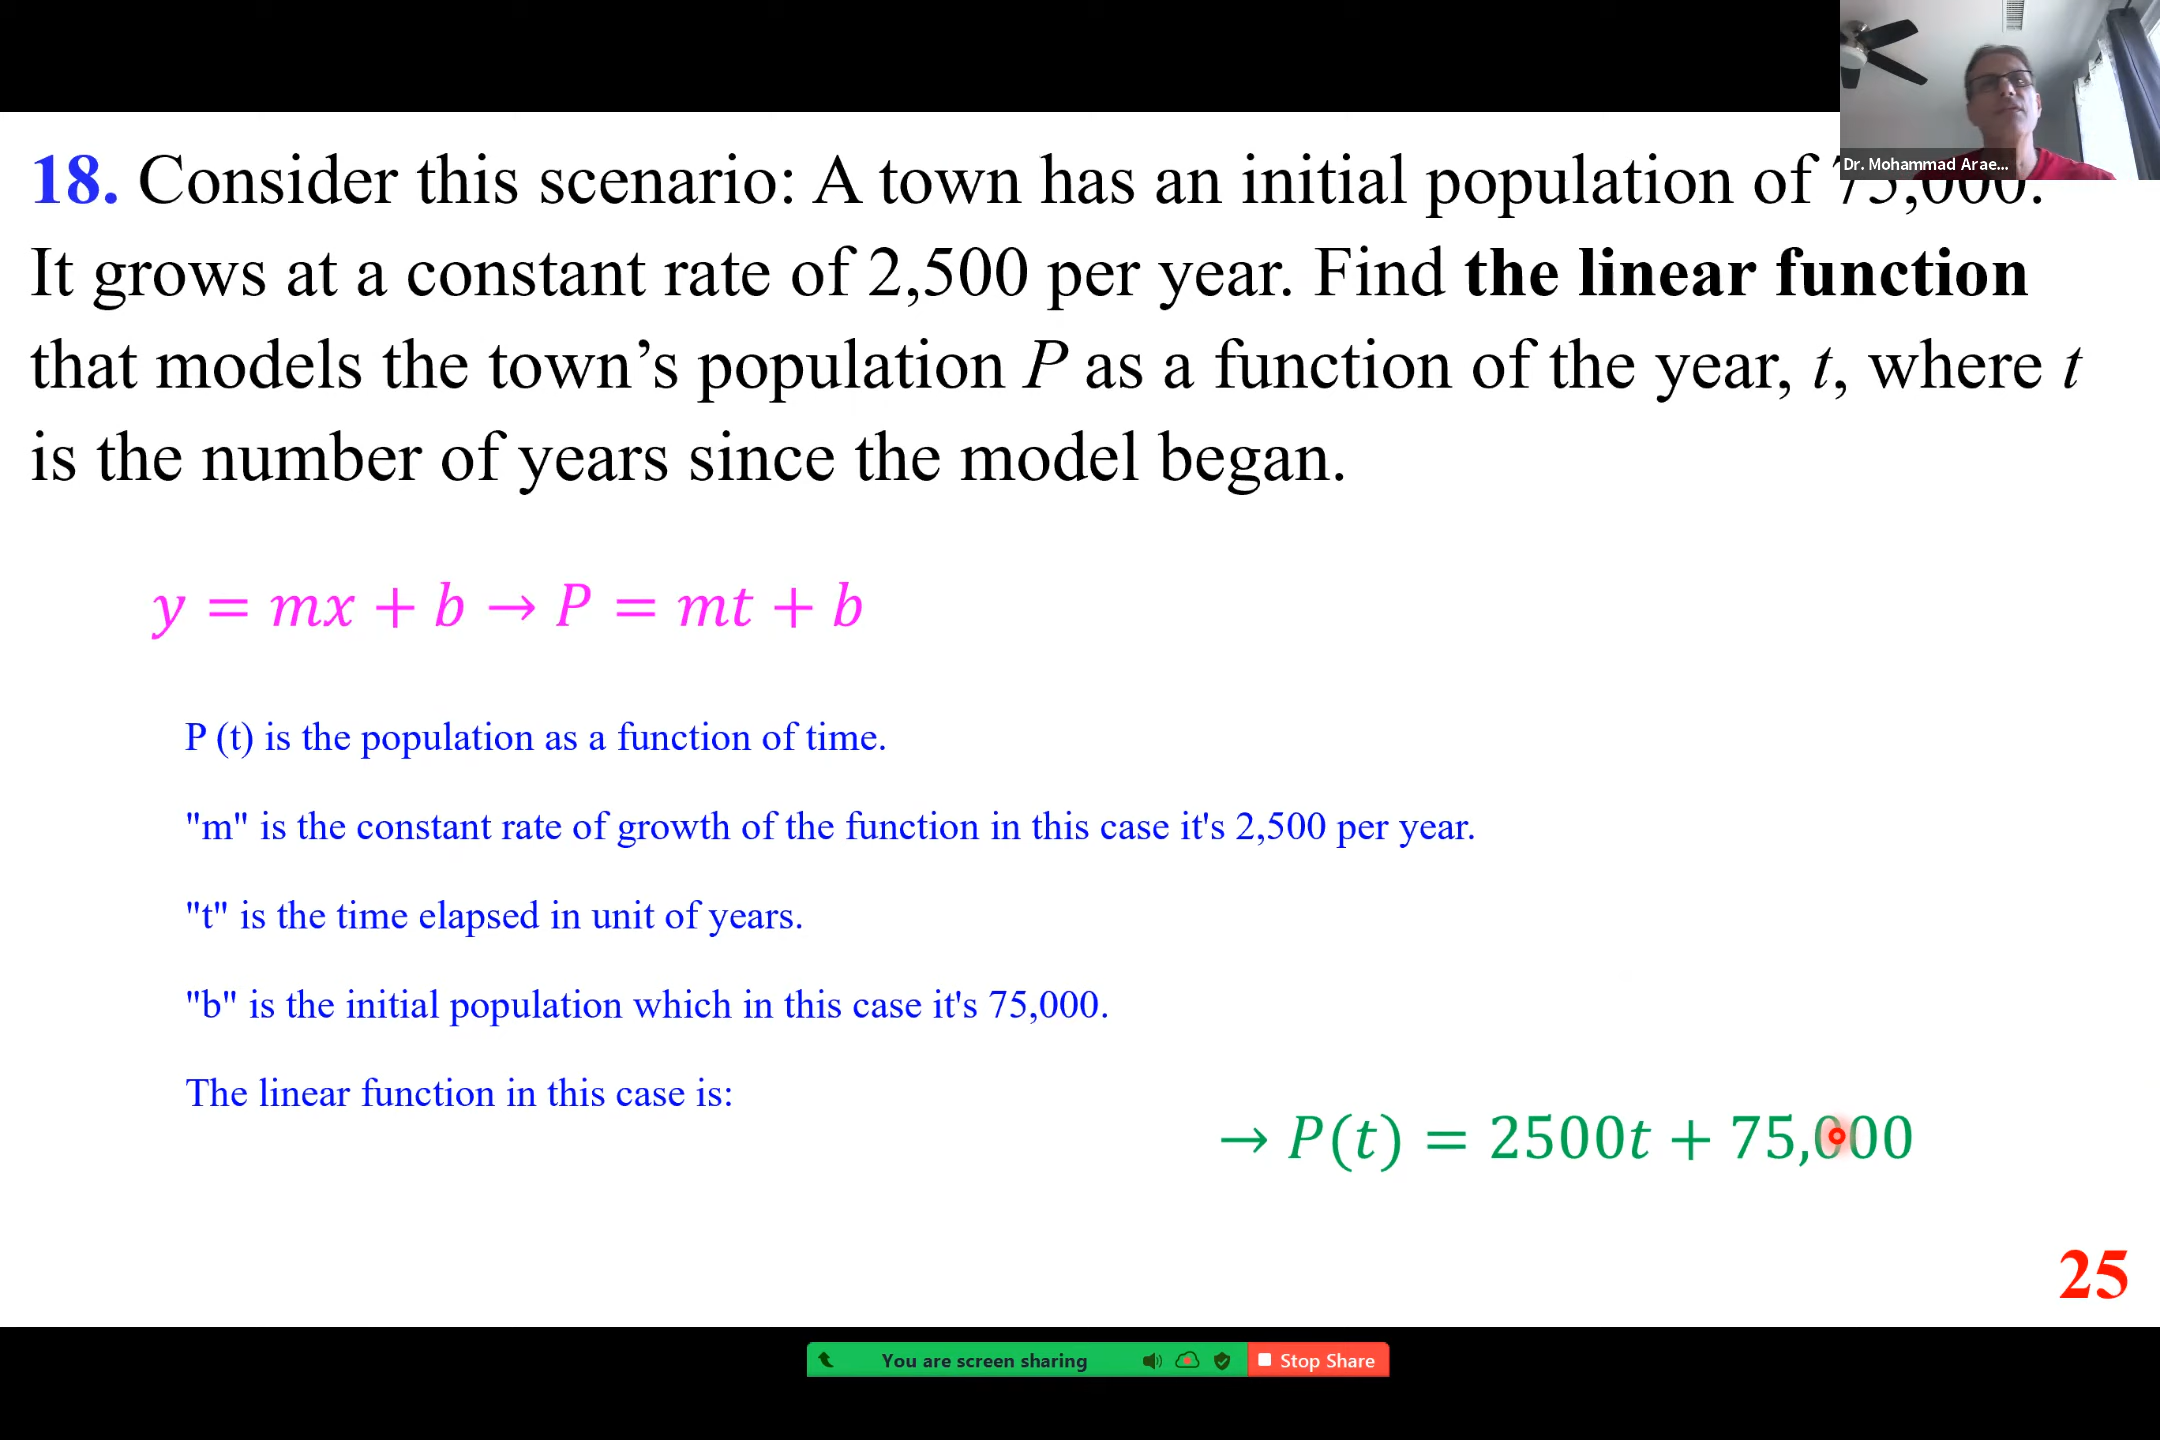 Dr. Mohammad Arae...
18. Consider this scenario: A town has an initial population of 75,000.
It grows at a constant rate of 2,500 per year. Find the linear function
that models the town’s population P as a function of the year, t, where t
is the number of years since the model began.
y = mx + b → P = mt + b
P (t) is the population as a function of time.
"m" is the constant rate of growth of the function in this case it's 2,500 per year.
"t" is the time elapsed in unit of years.
"b" is the initial population which in this case it's 75,000.
The linear function in this case is:
→ P(t) = 2500t + 75,000
25
You are screen sharing Stop Share